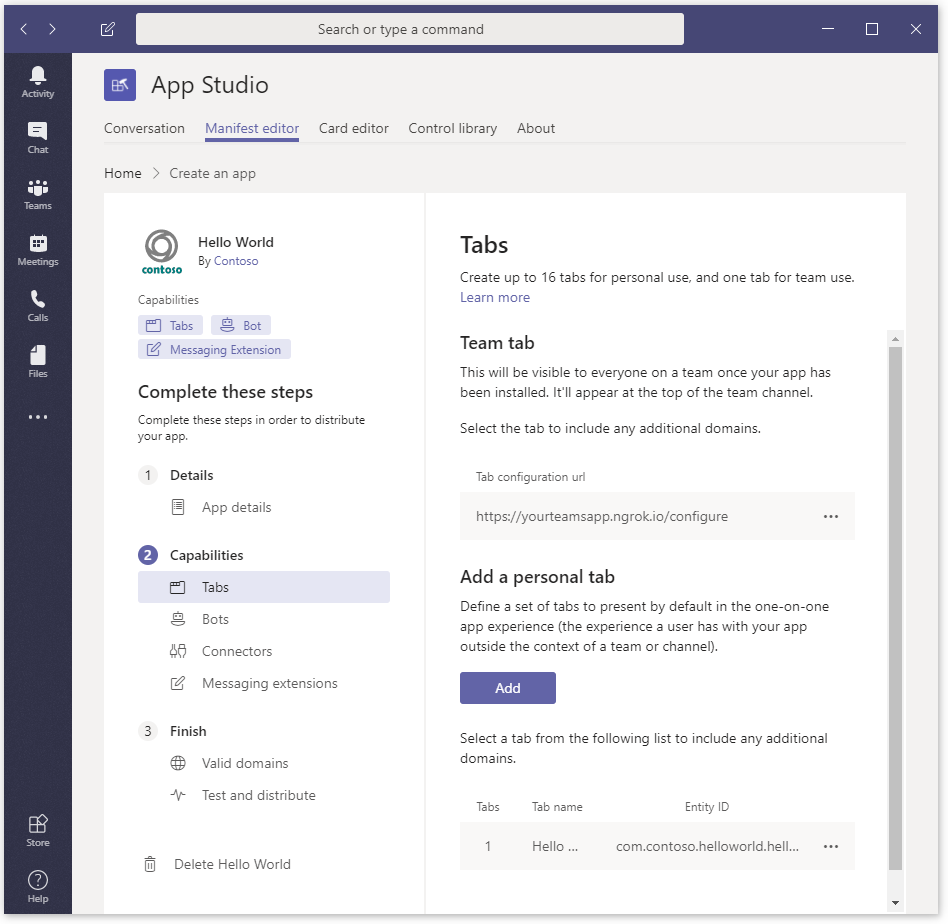 Search or type a command
Activity
Chat
Teams
Meetings
Calls
Files
Store
Help
App Studio
Conversation Manifest editor Card editor Control library About
Home Create an app
contoso
Hello World
By Contoso
Capabilities
Tabs Bot
Messaging Extension
Complete these steps
Complete these steps in order to distribute
your app.
1 Details
App details
2 Capabilities
Tabs
Bots
Connectors
Messaging extensions
3 Finish
Valid domains
Test and distribute
Delete Hello World
Tabs
Create up to 16 tabs for personal use, and one tab for team use.
Learn more
Team tab
This will be visible to everyone on a team once your app has
been installed. It'll appear at the top of the team channel.
Select the tab to include any additional domains.
Tab configuration url
https://yourteamsapp.ngrok.io/configure
Add a personal tab
Define a set of tabs to present by default in the one-on-one
app experience (the experience a user has with your app
outside the context of a team or channel).
Add
Select a tab from the following list to include any additional
domains.
Tabs Tab name Entity ID
1 Hello ... com.contoso.helloworld.hell...